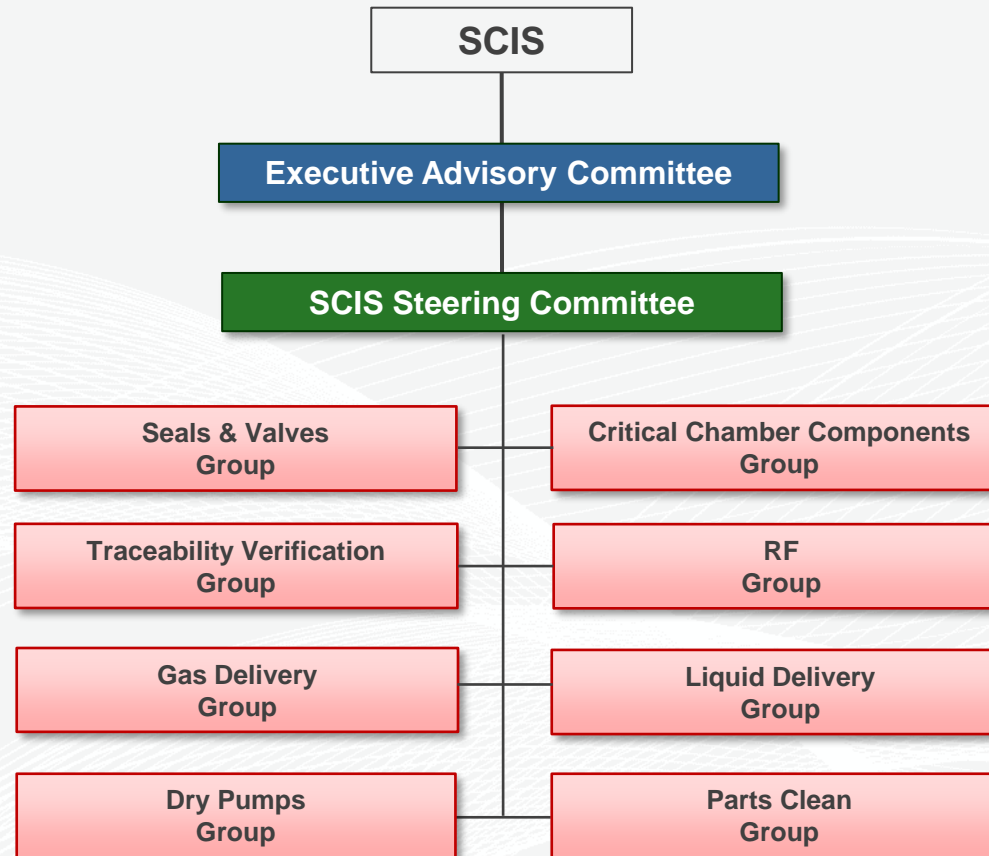 SCIS
Executive Advisory Committee
SCIS Steering Committee
Seals & Valves
Group
Critical Chamber Components
Group
Traceability Verification
Group
RF
Group
Gas Delivery
Group
Liquid Delivery
Group
Dry Pumps
Group
Parts Clean
Group